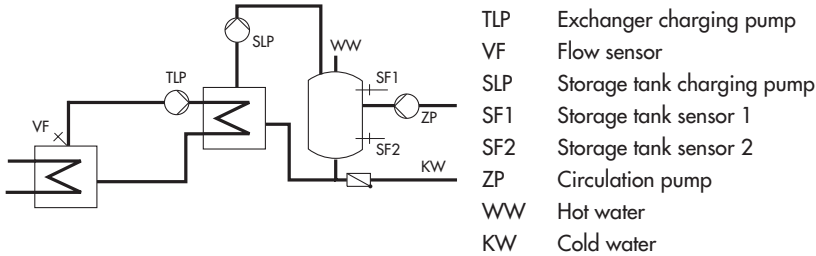 WW
SLP
SF1
TLP
ZP
VF
SF2
KW
TLP Exchanger charging pump
VF Flow sensor
SLP Storage tank charging pump
SF1 Storage tank sensor 1
SF2 Storage tank sensor 2
ZP Circulation pump
WW Hot water
KW Cold water